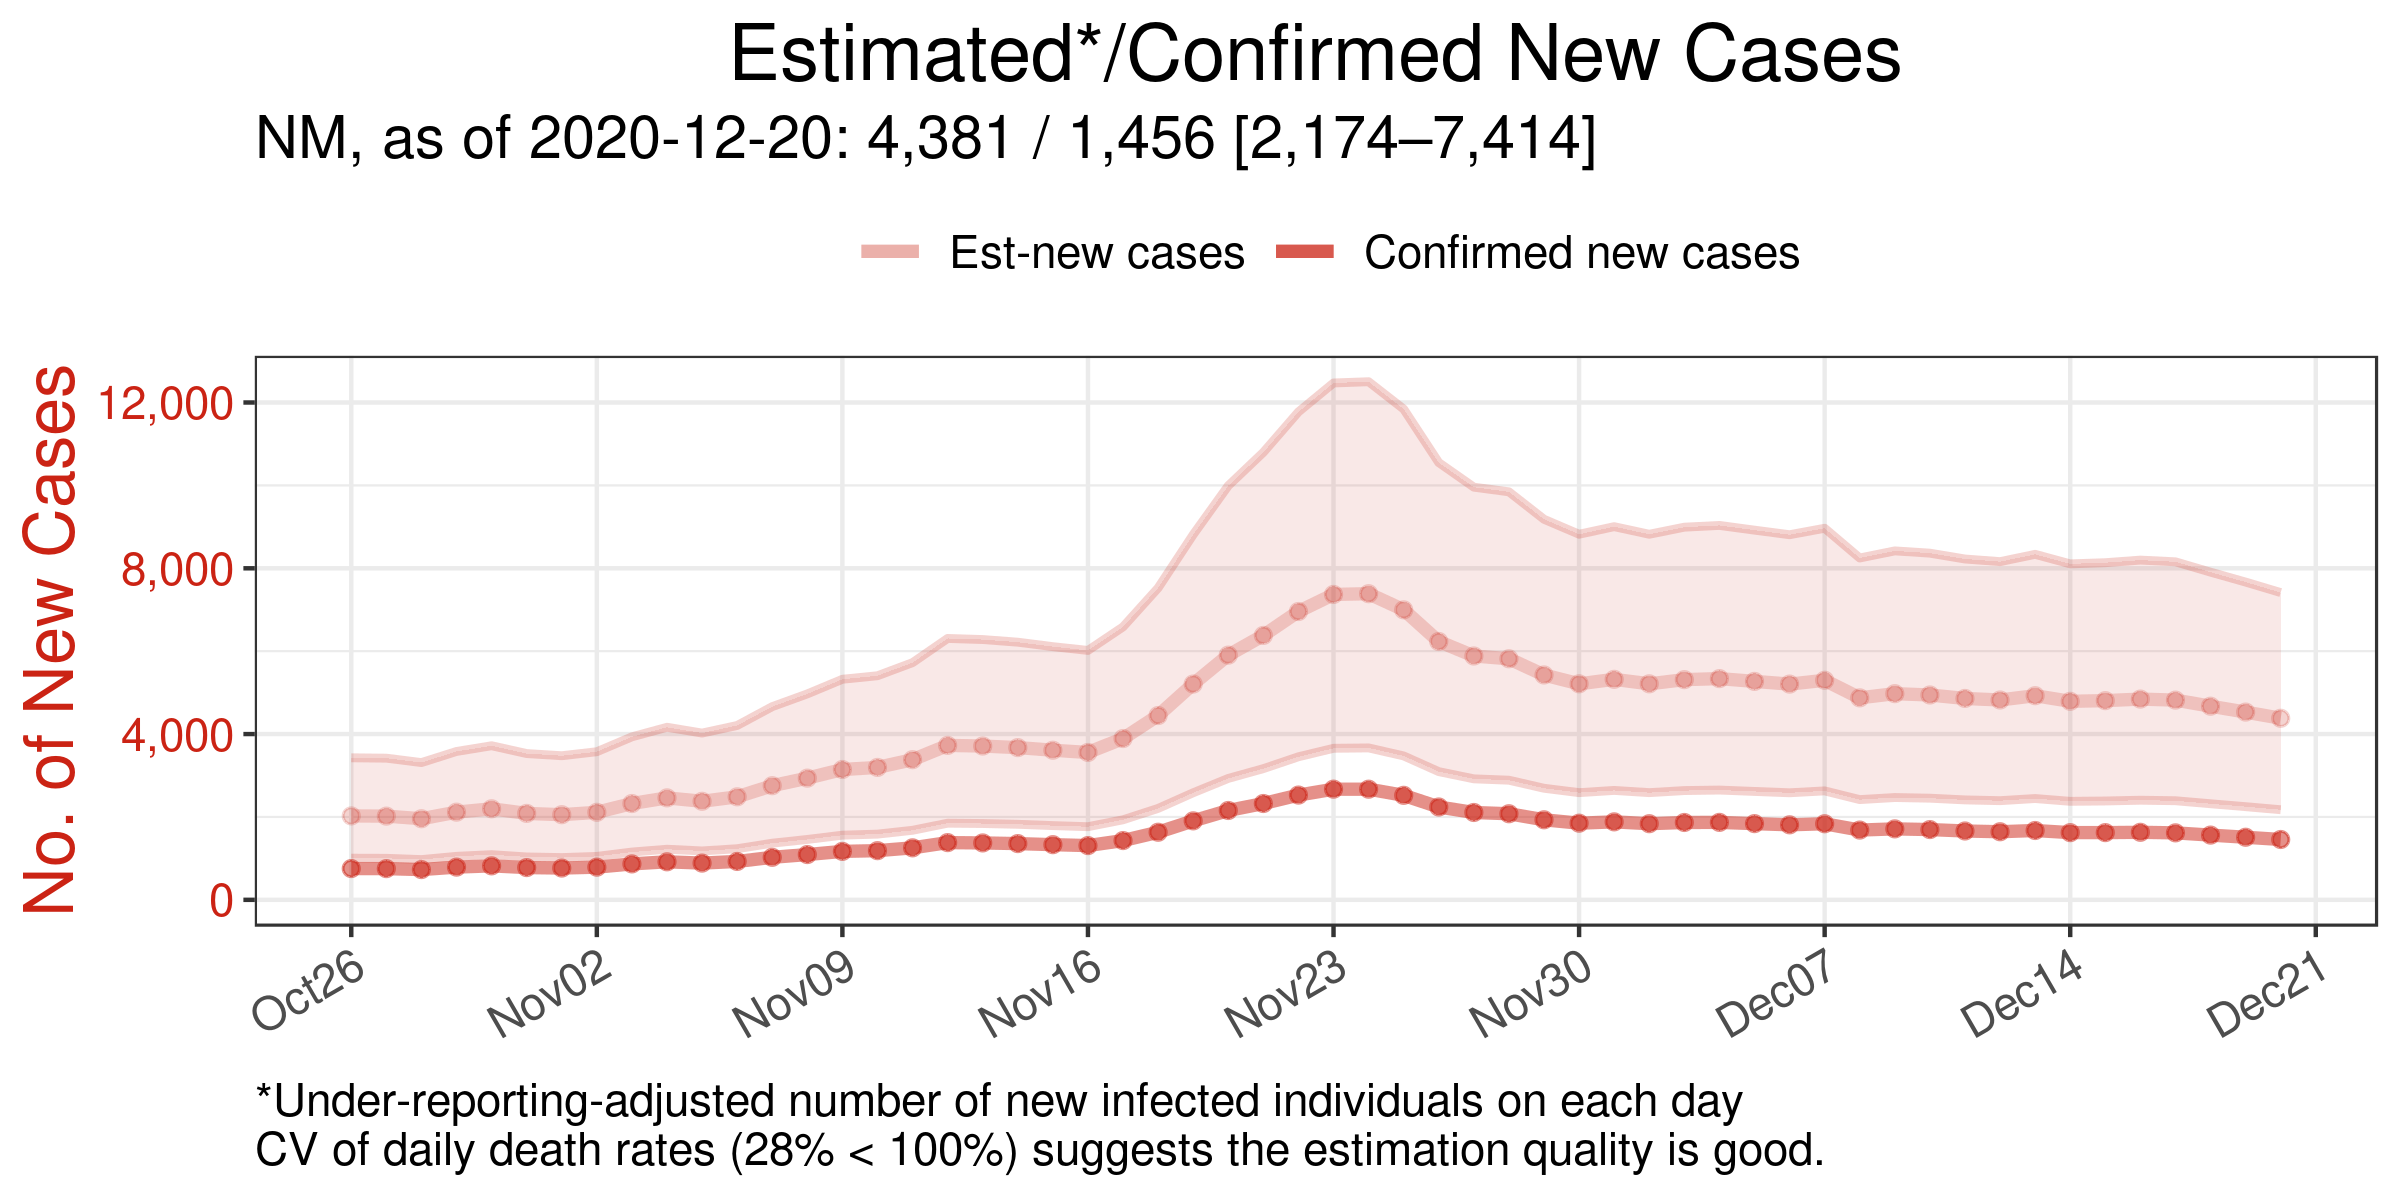 Estimated*/Confirmed New Cases
NM, as of 2020-12-20: 4,381 / 1,456 [2,174–7,414]
Est-new cases
Confirmed new cases
No. of New Cases
12,000
8,000
4,000
0
Oct26
Nov02
Nov09
Nov16
Nov23
Nov30
Dec07
Dec14
Dec21
*Under-reporting-adjusted number of new infected individuals on each day
CV of daily death rates (28% < 100%) suggests the estimation quality is good.